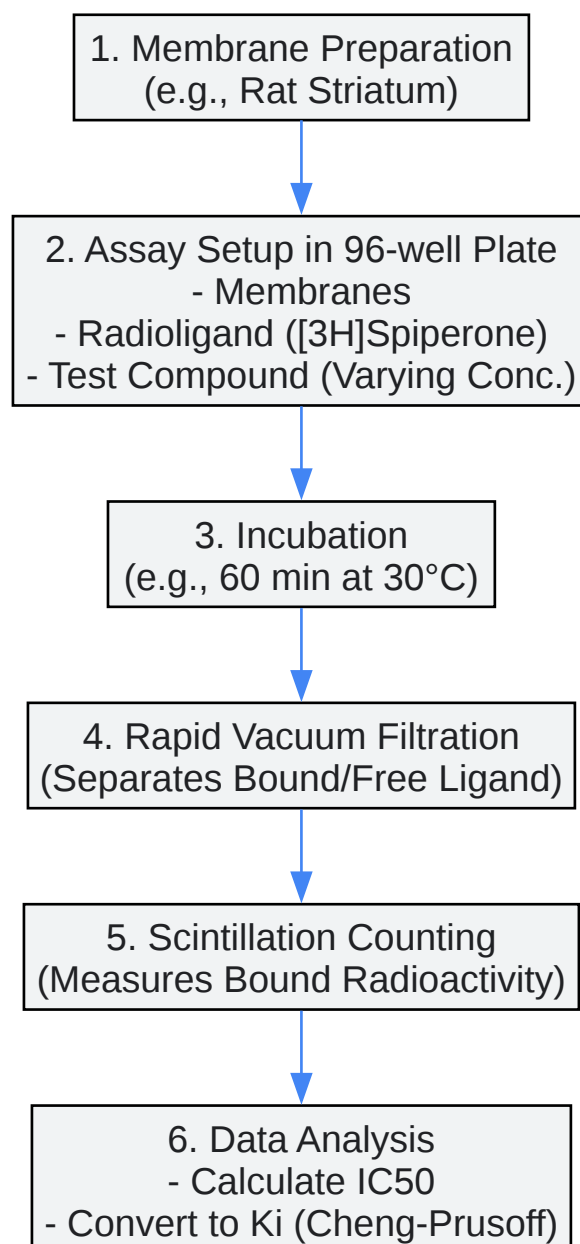 1. Membrane Preparation
(e.g., Rat Striatum)
2. Assay Setup in 96-well Plate
- Membranes
- Radioligand ([3H]Spiperone)
- Test Compound (Varying Conc.)
3. Incubation
(e.g., 60 min at 30°C)
4. Rapid Vacuum Filtration
(Separates Bound/Free Ligand)
5. Scintillation Counting
(Measures Bound Radioactivity)
6. Data Analysis
- Calculate IC50
- Convert to Ki (Cheng-Prusoff)